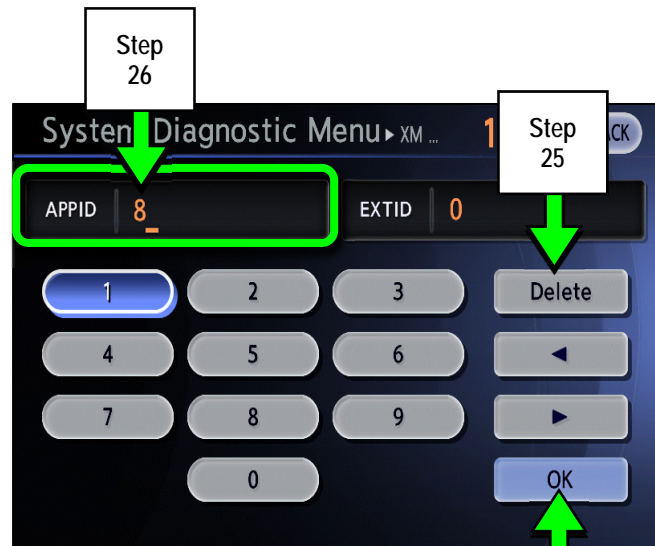 Step
26
System Diagnostic Menu▸ XM ...
1
Step
25
APPID 8_
EXTID 0
1 2 3 Delete
4 5 6 ◄
7 8 9 ►
0 OK